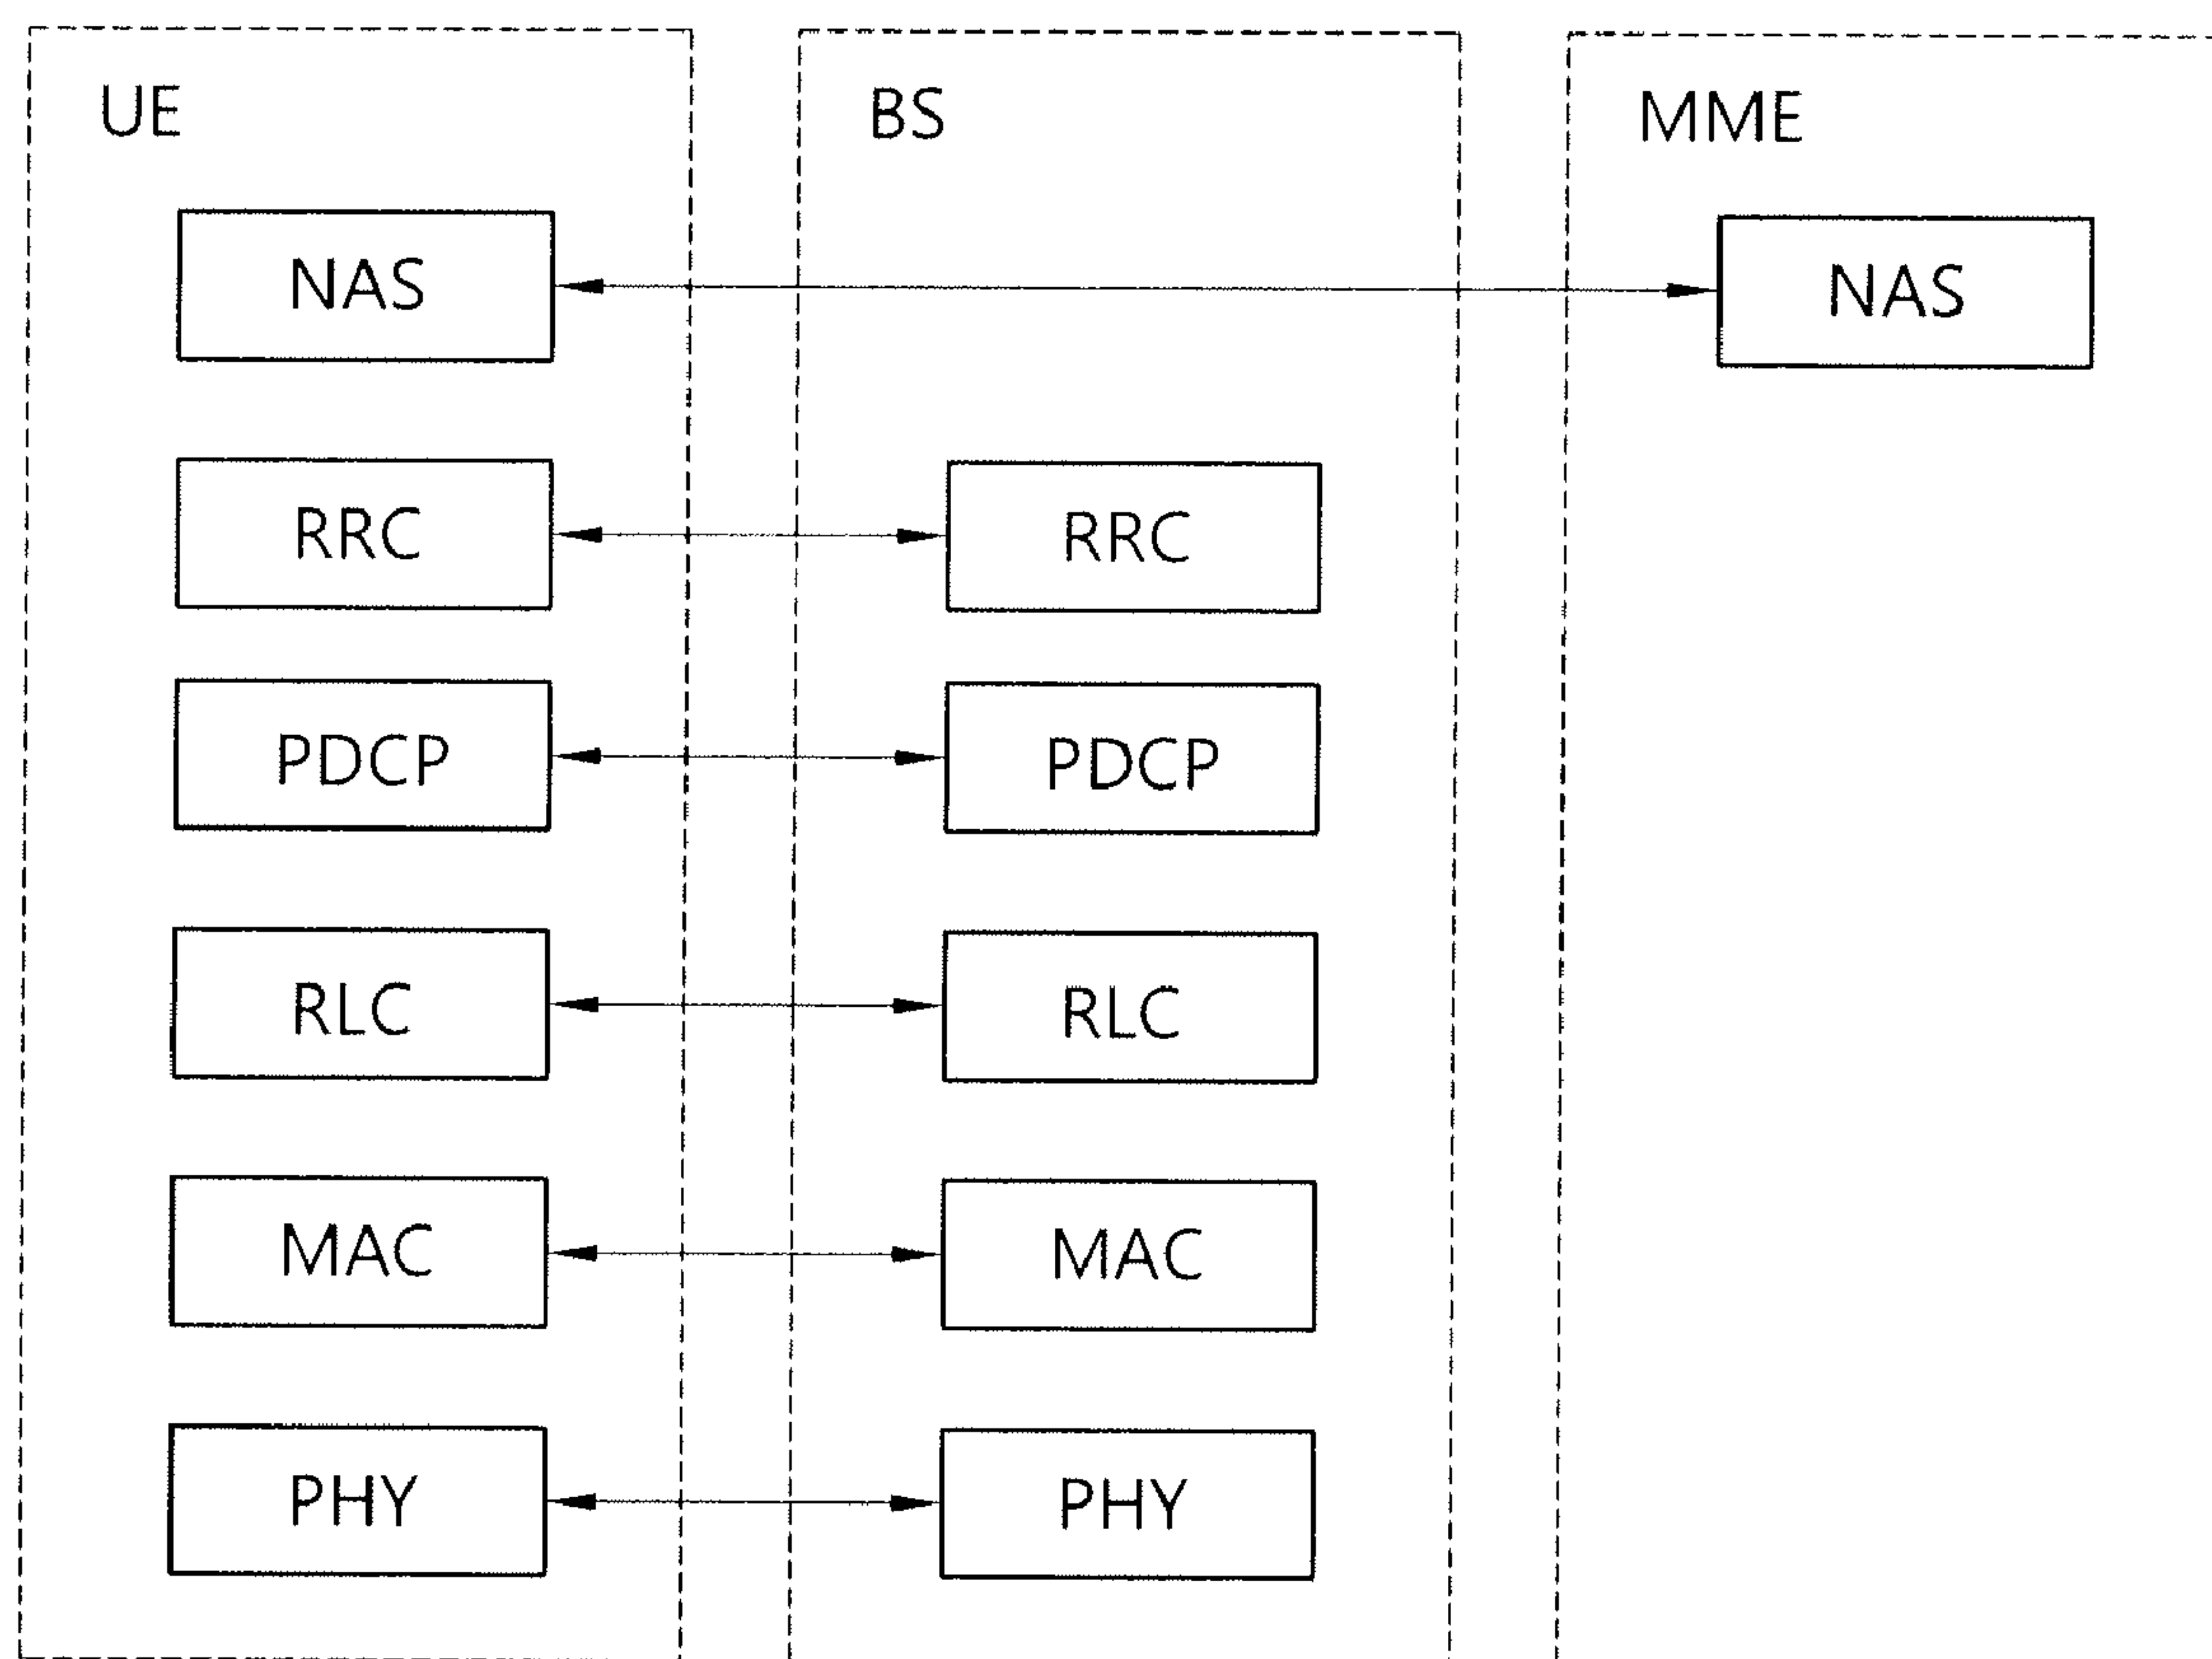 UE
BS
MME
NAS
NAS
RRC
RRC
PDCP
PDCP
RLC
RLC
MAC
MAC
PHY
PHY